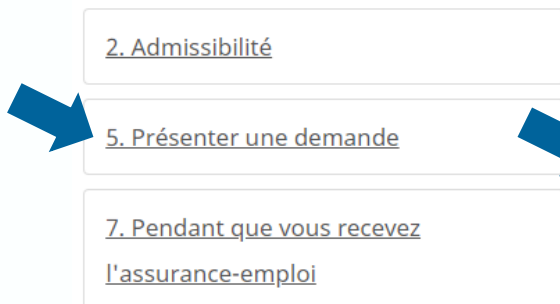 2. Admissibilité
5. Présenter une demande
7. Pendant que vous recevez
l'assurance-emploi